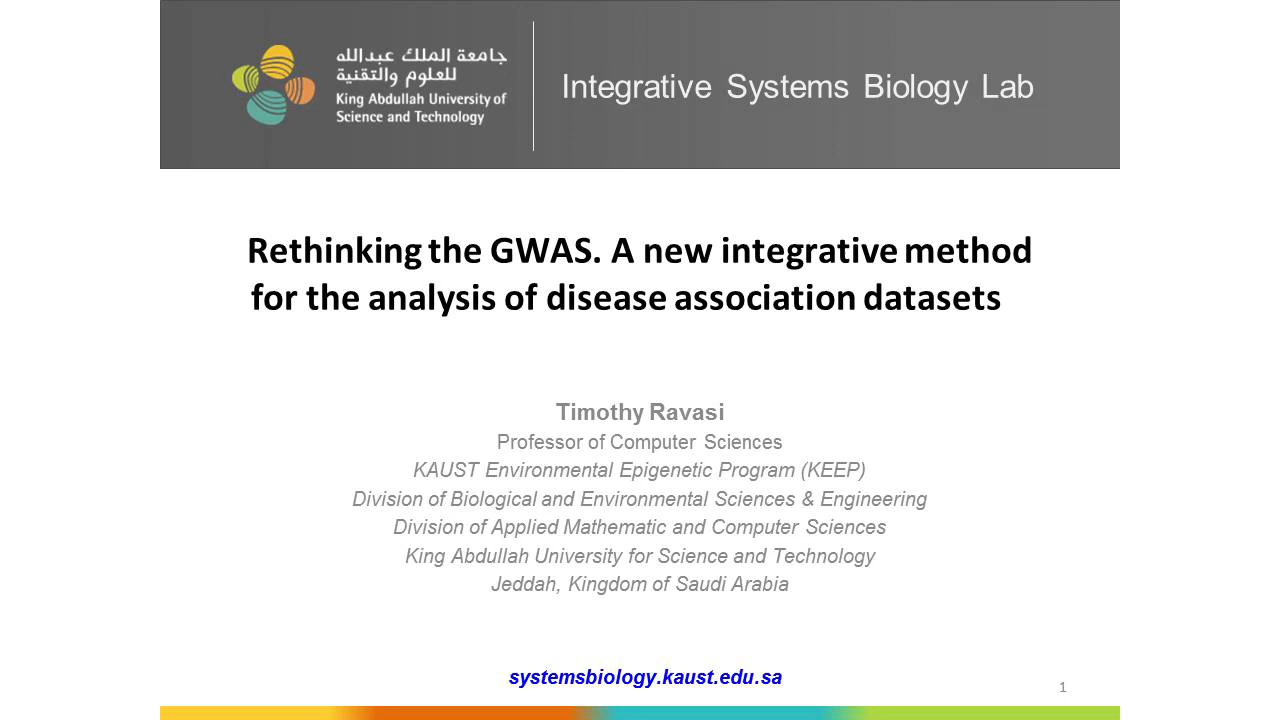 جامعة الملك عبدالله
للعلوم والتقنية
King Abdullah University of
Science and Technology
Integrative Systems Biology Lab
Rethinking the GWAS. A new integrative method
for the analysis of disease association datasets
Timothy Ravasi
Professor of Computer Sciences
KAUST Environmental Epigenetic Program (KEEP)
Division of Biological and Environmental Sciences & Engineering
Division of Applied Mathematic and Computer Sciences
King Abdullah University for Science and Technology
Jeddah, Kingdom of Saudi Arabia
systemsbiology.kaust.edu.sa
1